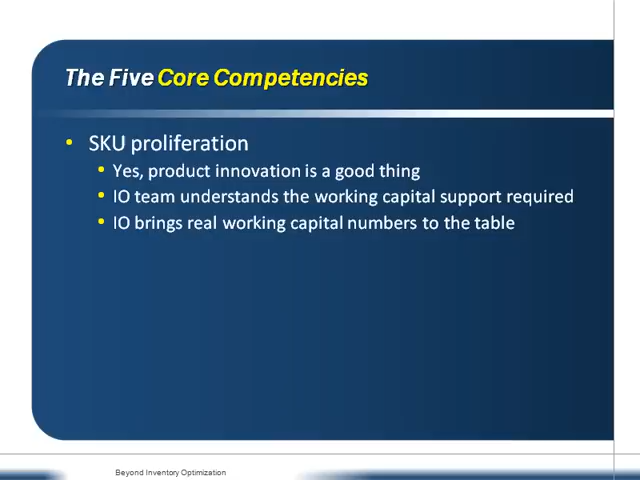 The Five Core Competencies
• SKU proliferation
• Yes, product innovation is a good thing
• IO team understands the working capital support required
• IO brings real working capital numbers to the table
Beyond Inventory Optimization